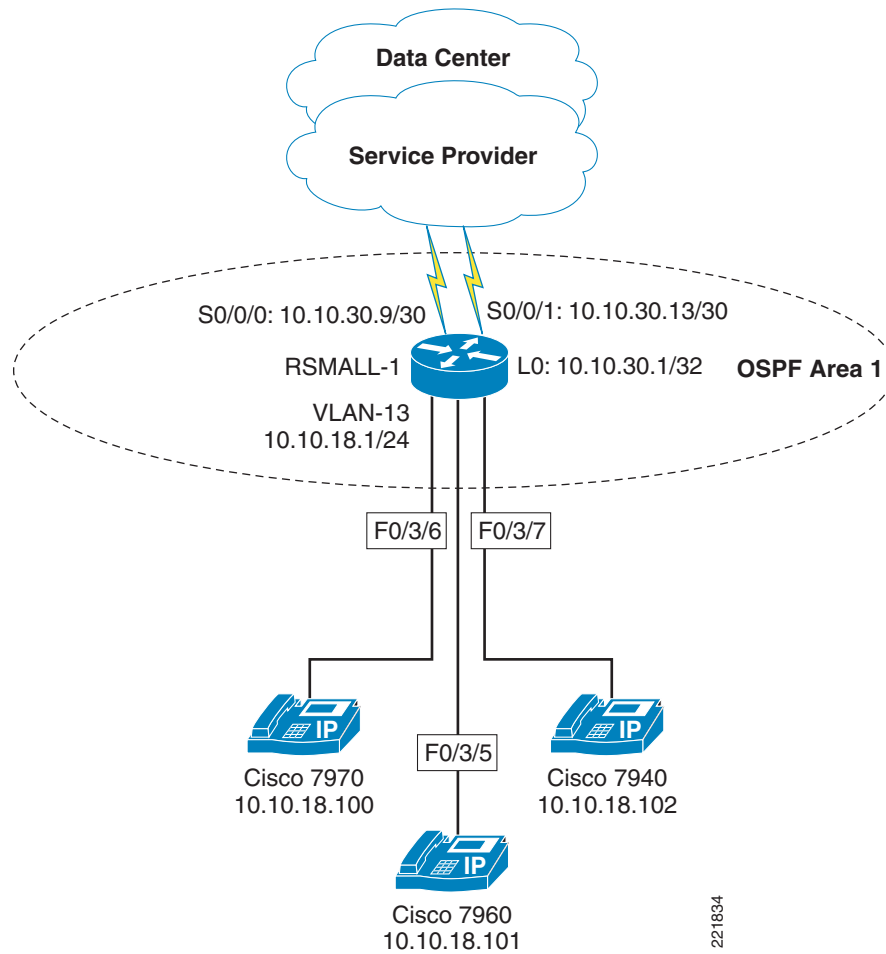 Data Center
Service Provider
S0/0/0: 10.10.30.9/30
S0/0/1: 10.10.30.13/30
RSMALL-1
L0: 10.10.30.1/32
OSPF Area 1
VLAN-13
10.10.18.1/24
F0/3/6
F0/3/7
IP
IP
F0/3/5
Cisco 7970
10.10.18.100
Cisco 7940
10.10.18.102
IP
Cisco 7960
10.10.18.101
221834